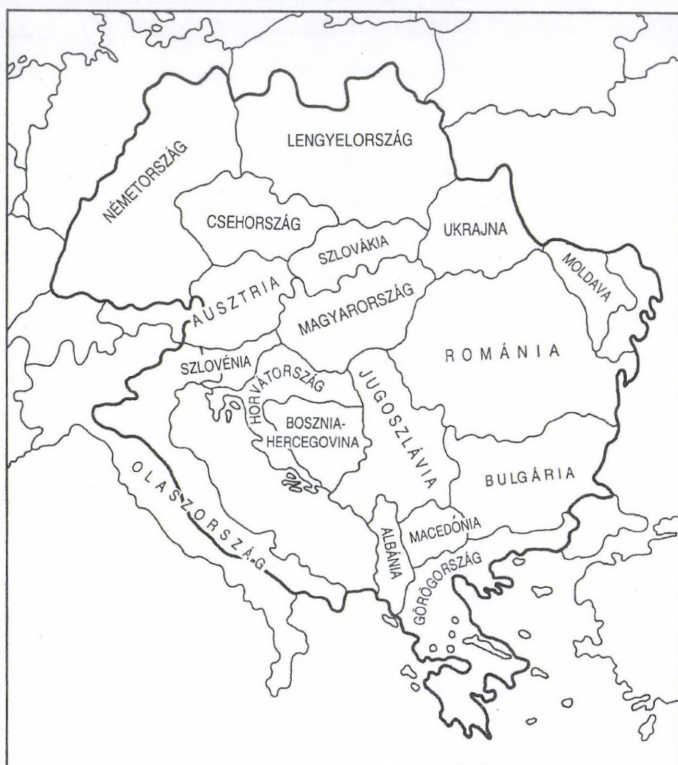 LENGYELORSZÁG
NÉMETORSZÁG
CSEHORSZÁG
UKRAJNA
SZLOVÁKIA
MOLDAVA
AUSZTRIA
MAGYARORSZÁG
ROMÁNIA
SZLOVÉNIA
HORVÁTORSZÁG
JUGOSZLÁVIA
BOSZNIA-
HERCEGOVINA
BULGÁRIA
OLASZORSZÁG
MACEDÓNIA
ALBÁNIA
GÖRÖGORSZÁG